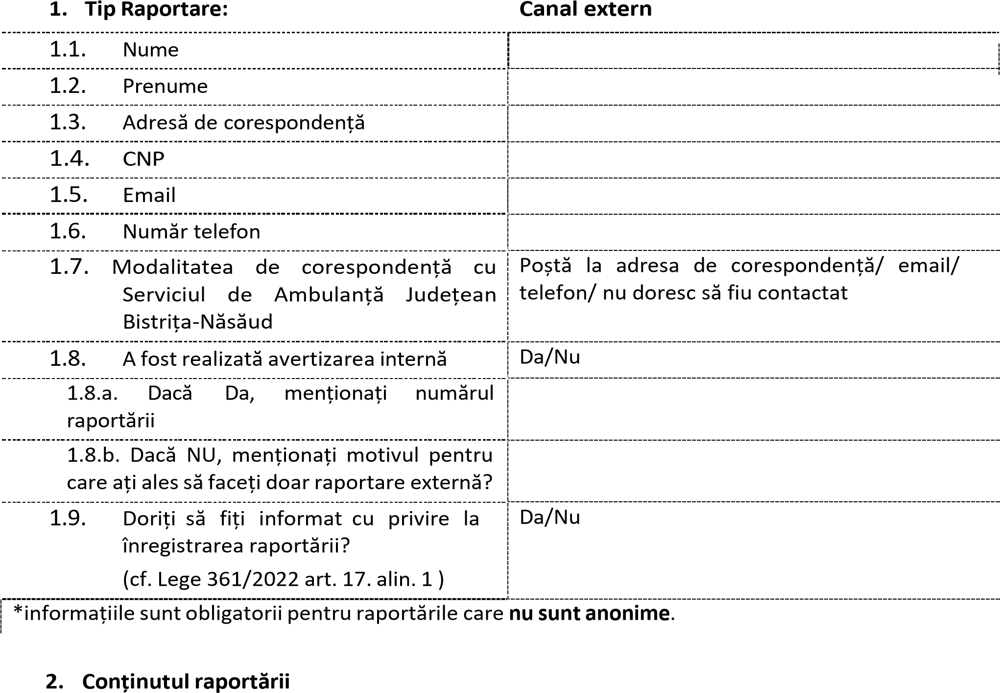 1. Tip Raportare: Canal extern
1.1. Nume
1.2. Prenume
1.3. Adresă de corespondență
1.4. CNP
1.5. Email
1.6. Număr telefon
1.7. Modalitatea de corespondență cu
Serviciul de Ambulanță Județean
Bistrița-Năsăud
Poștă la adresa de corespondență/ email/
telefon/ nu doresc să fiu contactat
1.8. A fost realizată avertizarea internă Da/Nu
1.8.a. Dacă Da, menționați numărul
raportării
1.8.b. Dacă NU, menționați motivul pentru
care ați ales să faceți doar raportare externă?
1.9. Doriți să fiți informat cu privire la Da/Nu
înregistrarea raportării?
(cf. Lege 361/2022 art. 17. alin. 1 )
*informațiile sunt obligatorii pentru raportările care nu sunt anonime.
2. Conținutul raportării